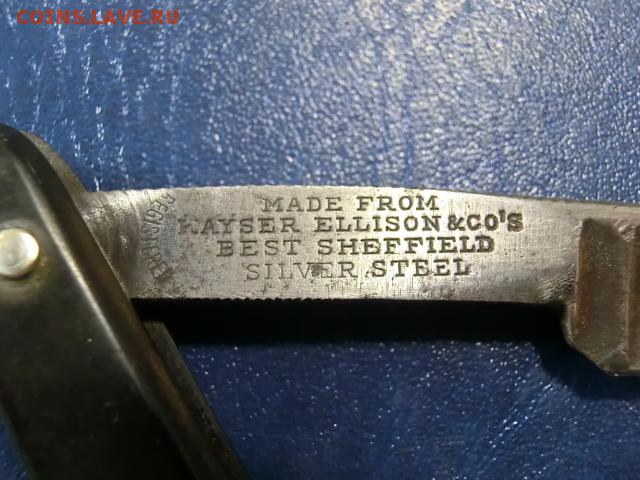 COINS.LAVE.RU
REGISTERED
MADE FROM
KAYSER ELLISON &CO'S
BEST SHEFFIELD
SILVER STEEL